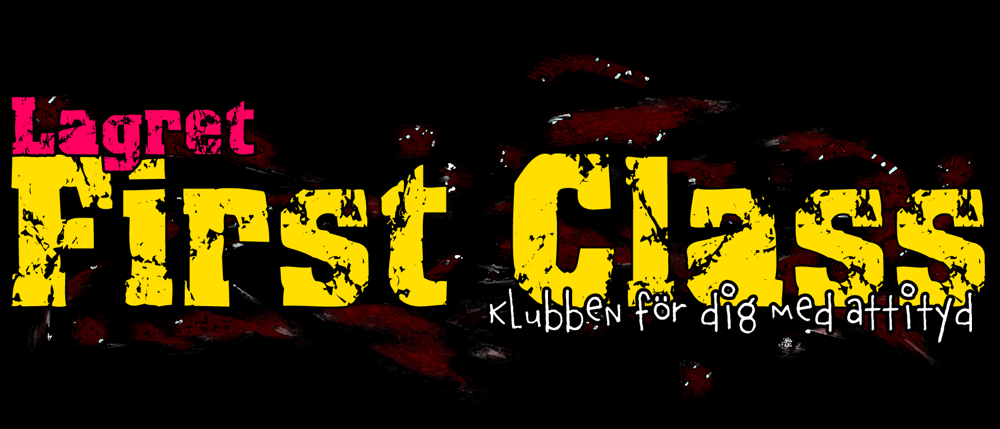 Lagret
First Class
klubben för dig med attityd